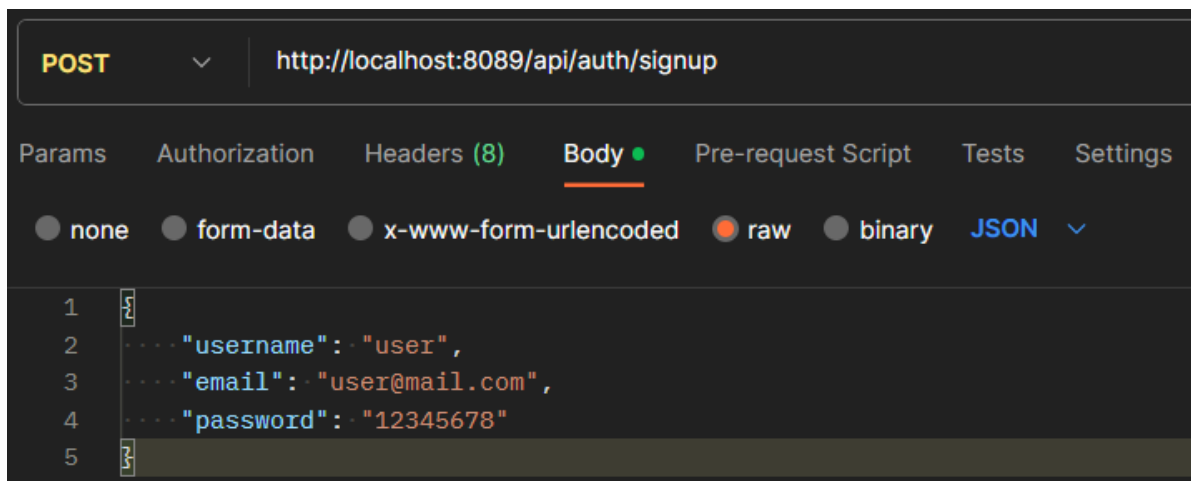 POST http://localhost:8089/api/auth/signup
Params Authorization Headers (8) Body Pre-request Script Tests Settings
none form-data x-www-form-urlencoded raw binary JSON
1 {
2 "username": "user",
3 "email": "user@mail.com",
4 "password": "12345678"
5 }